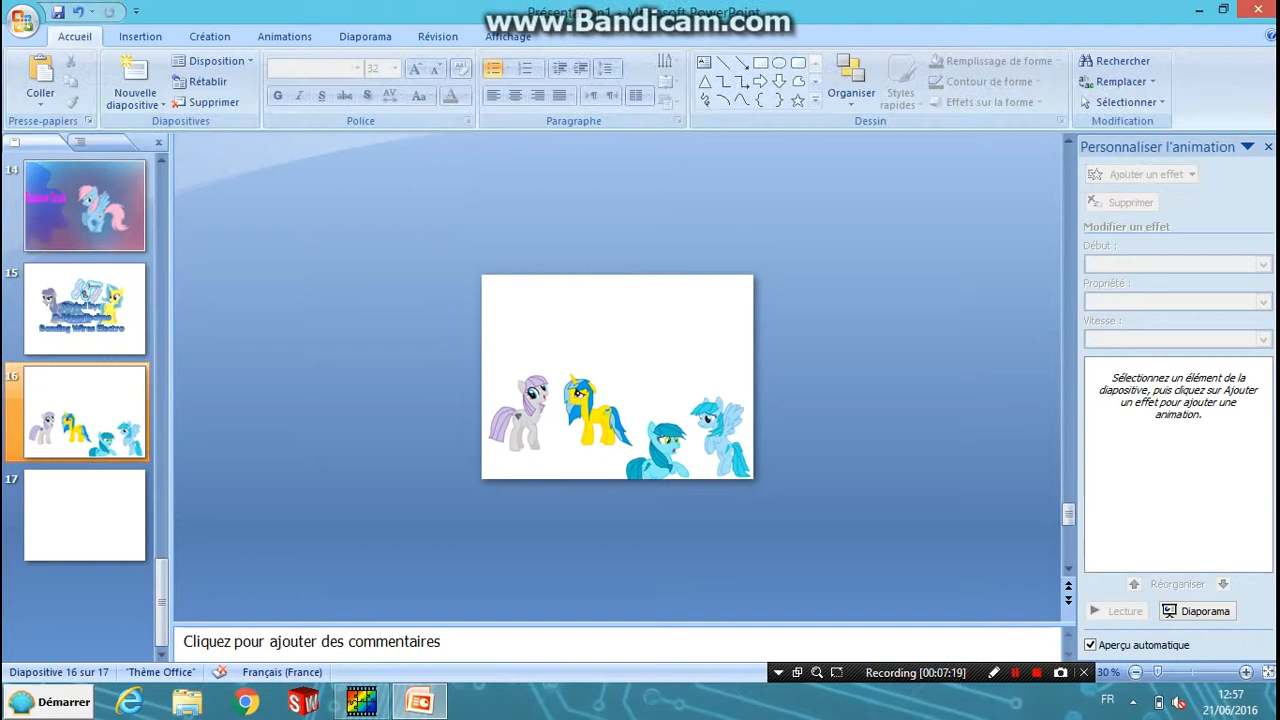 www.Bandicam.com
Accueil Insertion Création Animations Diaporama Révision Affichage
Coller
Presse-papiers
Nouvelle diapositive
Disposition
Rétablir
Supprimer
Diapositives
32
G I S abc S AV Aa A
Police
Paragraphe
Organiser
Styles rapides
Remplissage de forme
Contour de forme
Effets sur la forme
Dessin
Rechercher
Remplacer
Sélectionner
Modification
14
15
16
17
Personnaliser l'animation
Ajouter un effet
Supprimer
Modifier un effet
Début :
Propriété :
Vitesse :
Sélectionnez un élément de la
diapositive, puis cliquez sur Ajouter
un effet pour ajouter une
animation.
Réorganiser
Lecture Diaporama
Aperçu automatique
Cliquez pour ajouter des commentaires
Diapositive 16 sur 17 "Thème Office" Français (France) Recording [00:07:19] 30 %
Démarrer FR 12:57
21/06/2016